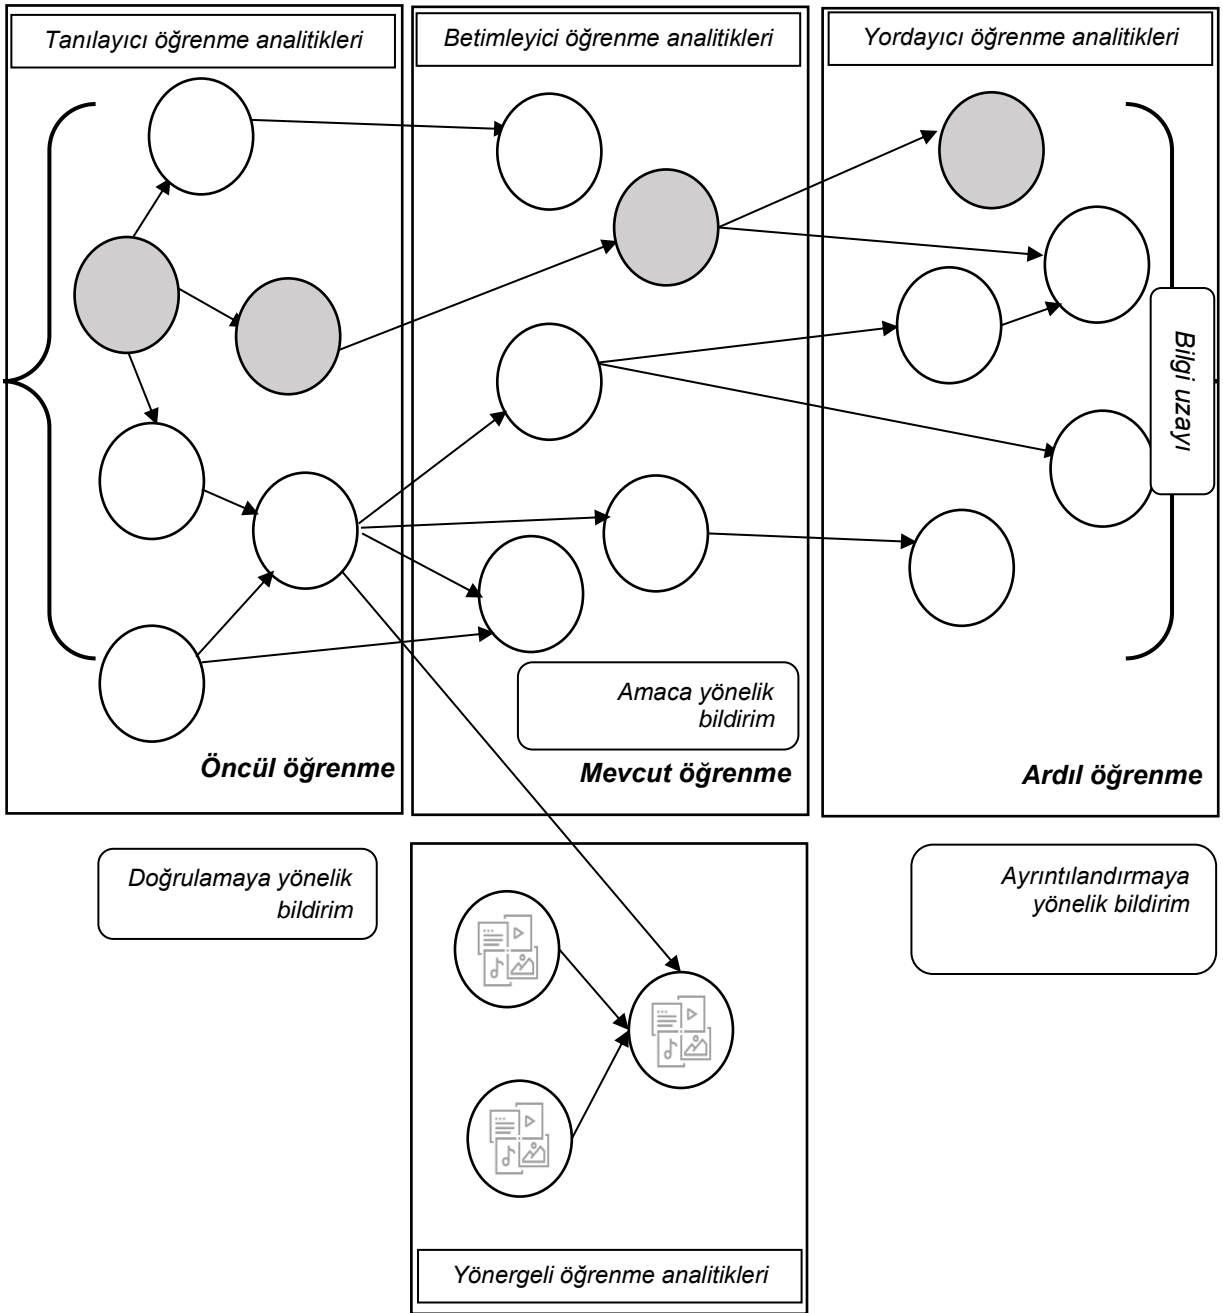 Tanılayıcı öğrenme analitikleri
Betimleyici öğrenme analitikleri
Yordayıcı öğrenme analitikleri
Bilgi uzayı
Amaca yönelik
bildirim
Öncül öğrenme
Mevcut öğrenme
Ardıl öğrenme
Doğrulamaya yönelik
bildirim
Ayrıntılandırmaya
yönelik bildirim
Yönergeli öğrenme analitikleri